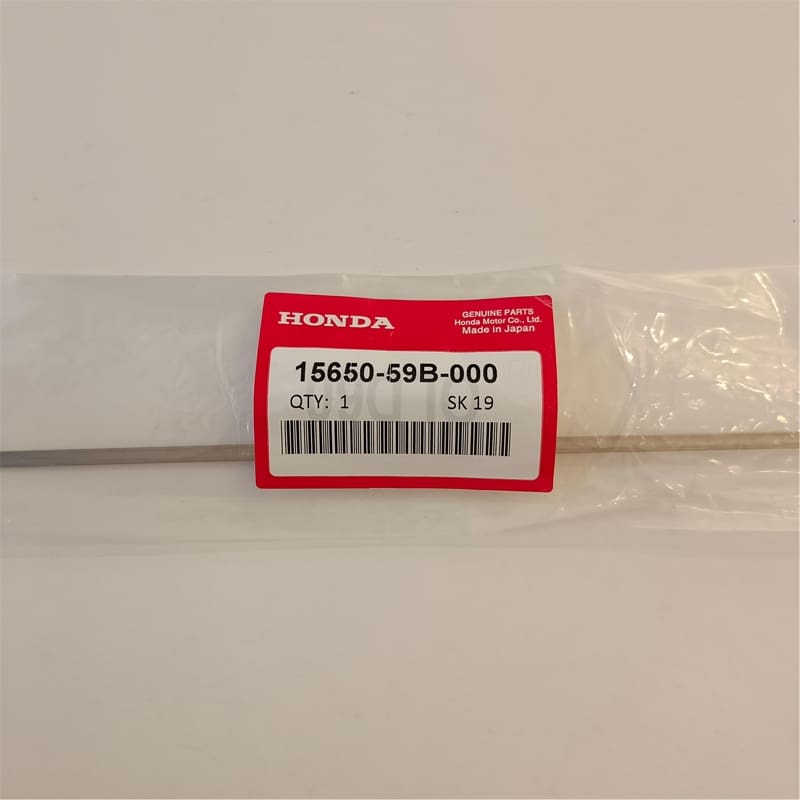 HONDA
GENUINE PARTS
Honda Motor Co., Ltd.
Made in Japan
15650-59B-000
QTY: 1 SK 19